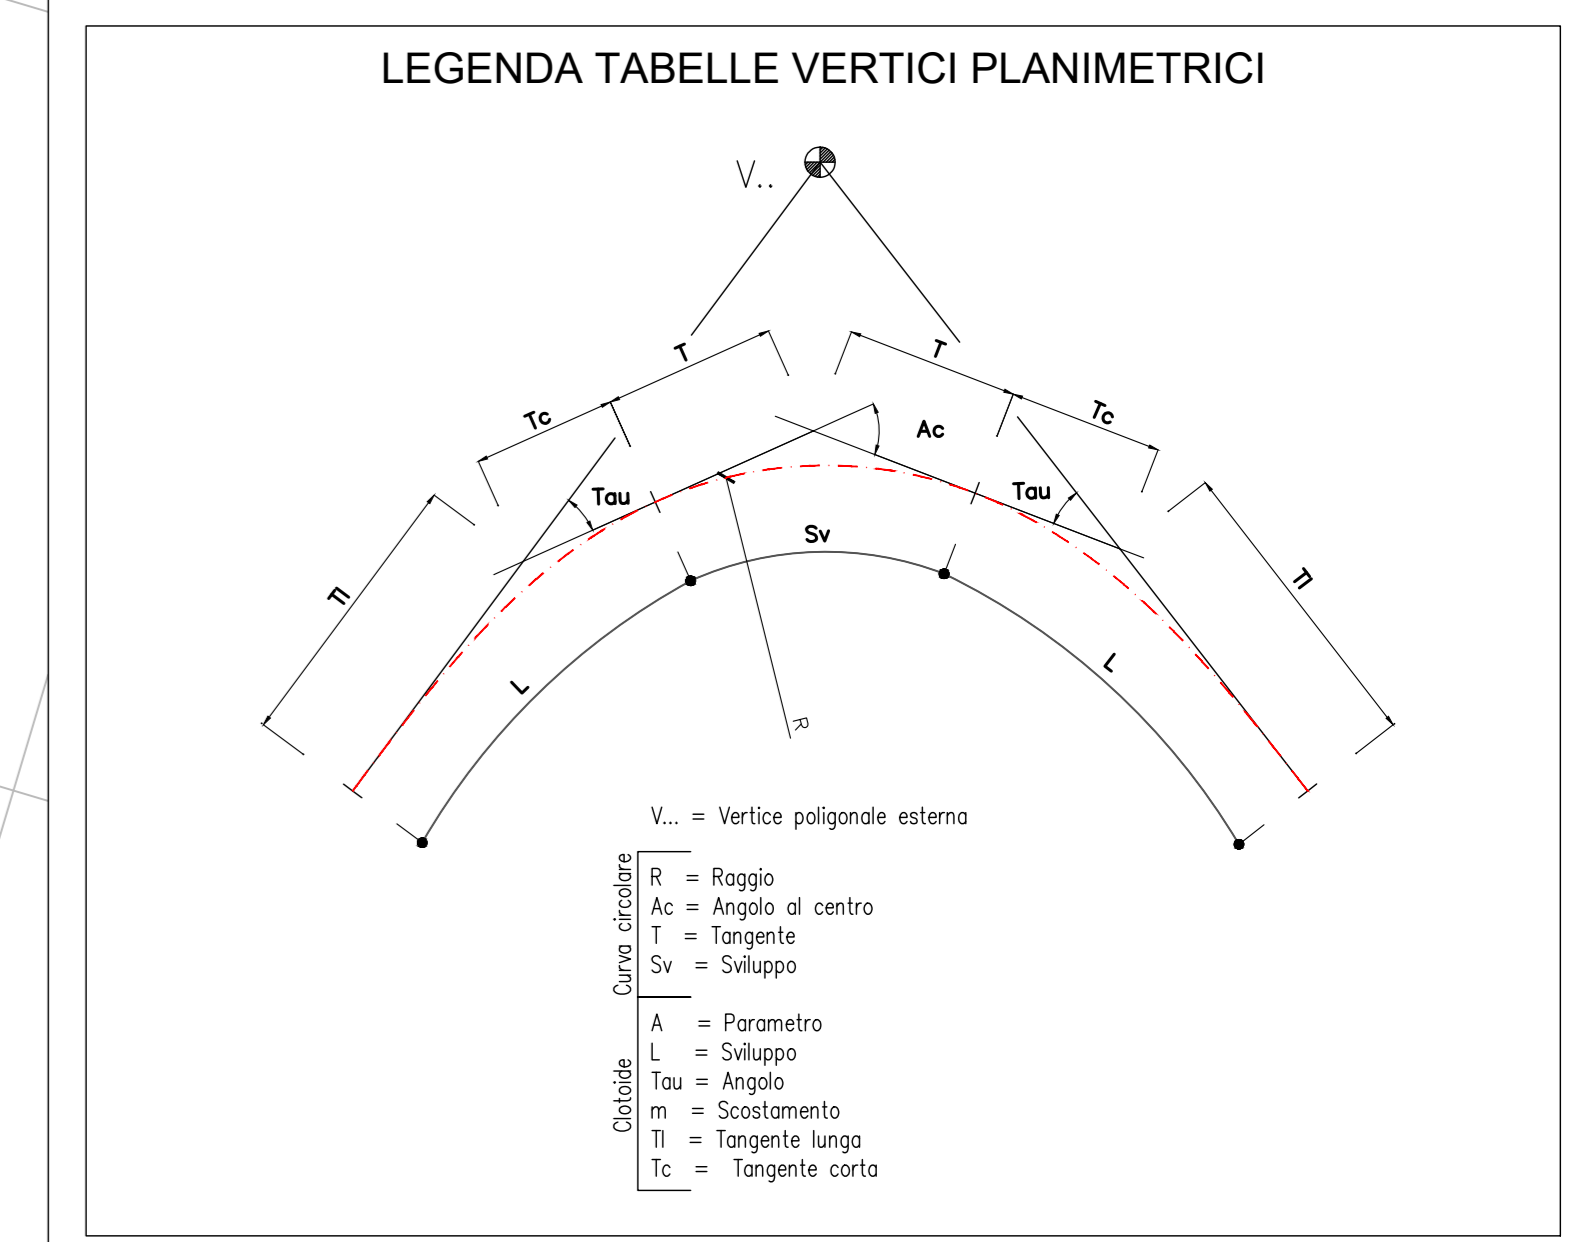 LEGENDA TABELLE VERTICI PLANIMETRICI
V..
T
T
Tc
Tc
Ac
Tau
Tau
Sv
Tl
Tl
L
L
R
V... = Vertice poligonale esterna
Curva circolare
R = Raggio
Ac = Angolo al centro
T = Tangente
Sv = Sviluppo
Clotoide
A = Parametro
L = Sviluppo
Tau = Angolo
m = Scostamento
Tl = Tangente lunga
Tc = Tangente corta